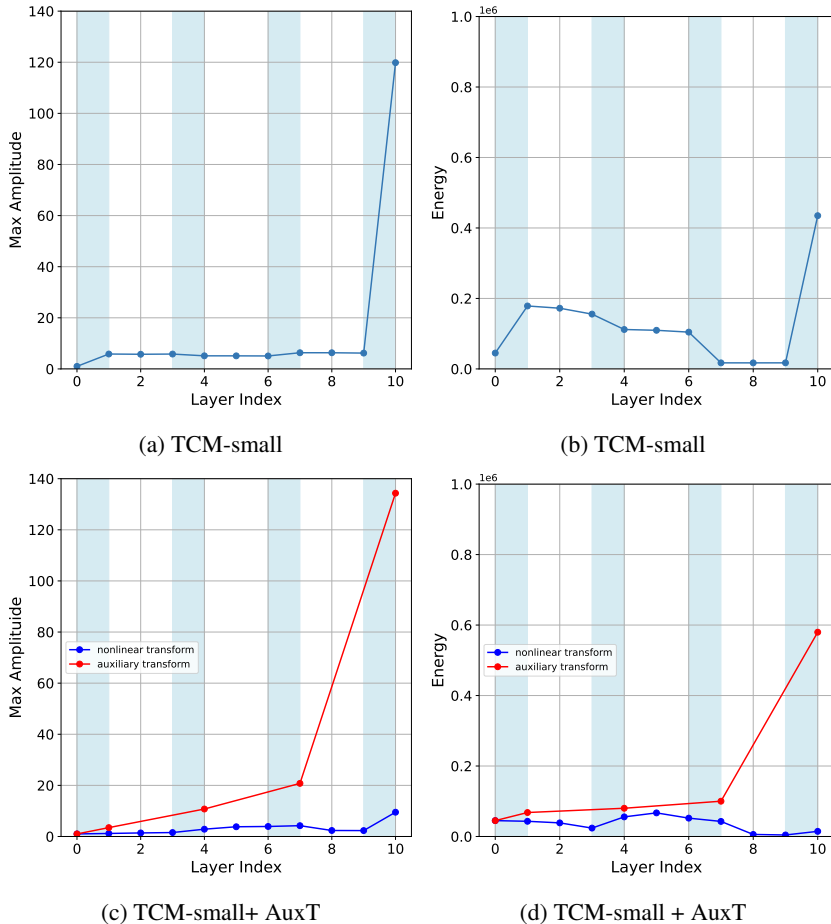 140
120
100
80
60
40
20
0
Max Amplitude
0 2 4 6 8 10
Layer Index
(a) TCM-small
1e6
1.0
0.8
0.6
0.4
0.2
0.0
Energy
0 2 4 6 8 10
Layer Index
(b) TCM-small
140
120
100
80
60
40
20
0
Max Amplituide
nonlinear transform
auxiliary transform
0 2 4 6 8 10
Layer Index
(c) TCM-small+ AuxT
1e6
1.0
0.8
0.6
0.4
0.2
0.0
Energy
nonlinear transform
auxiliary transform
0 2 4 6 8 10
Layer Index
(d) TCM-small + AuxT